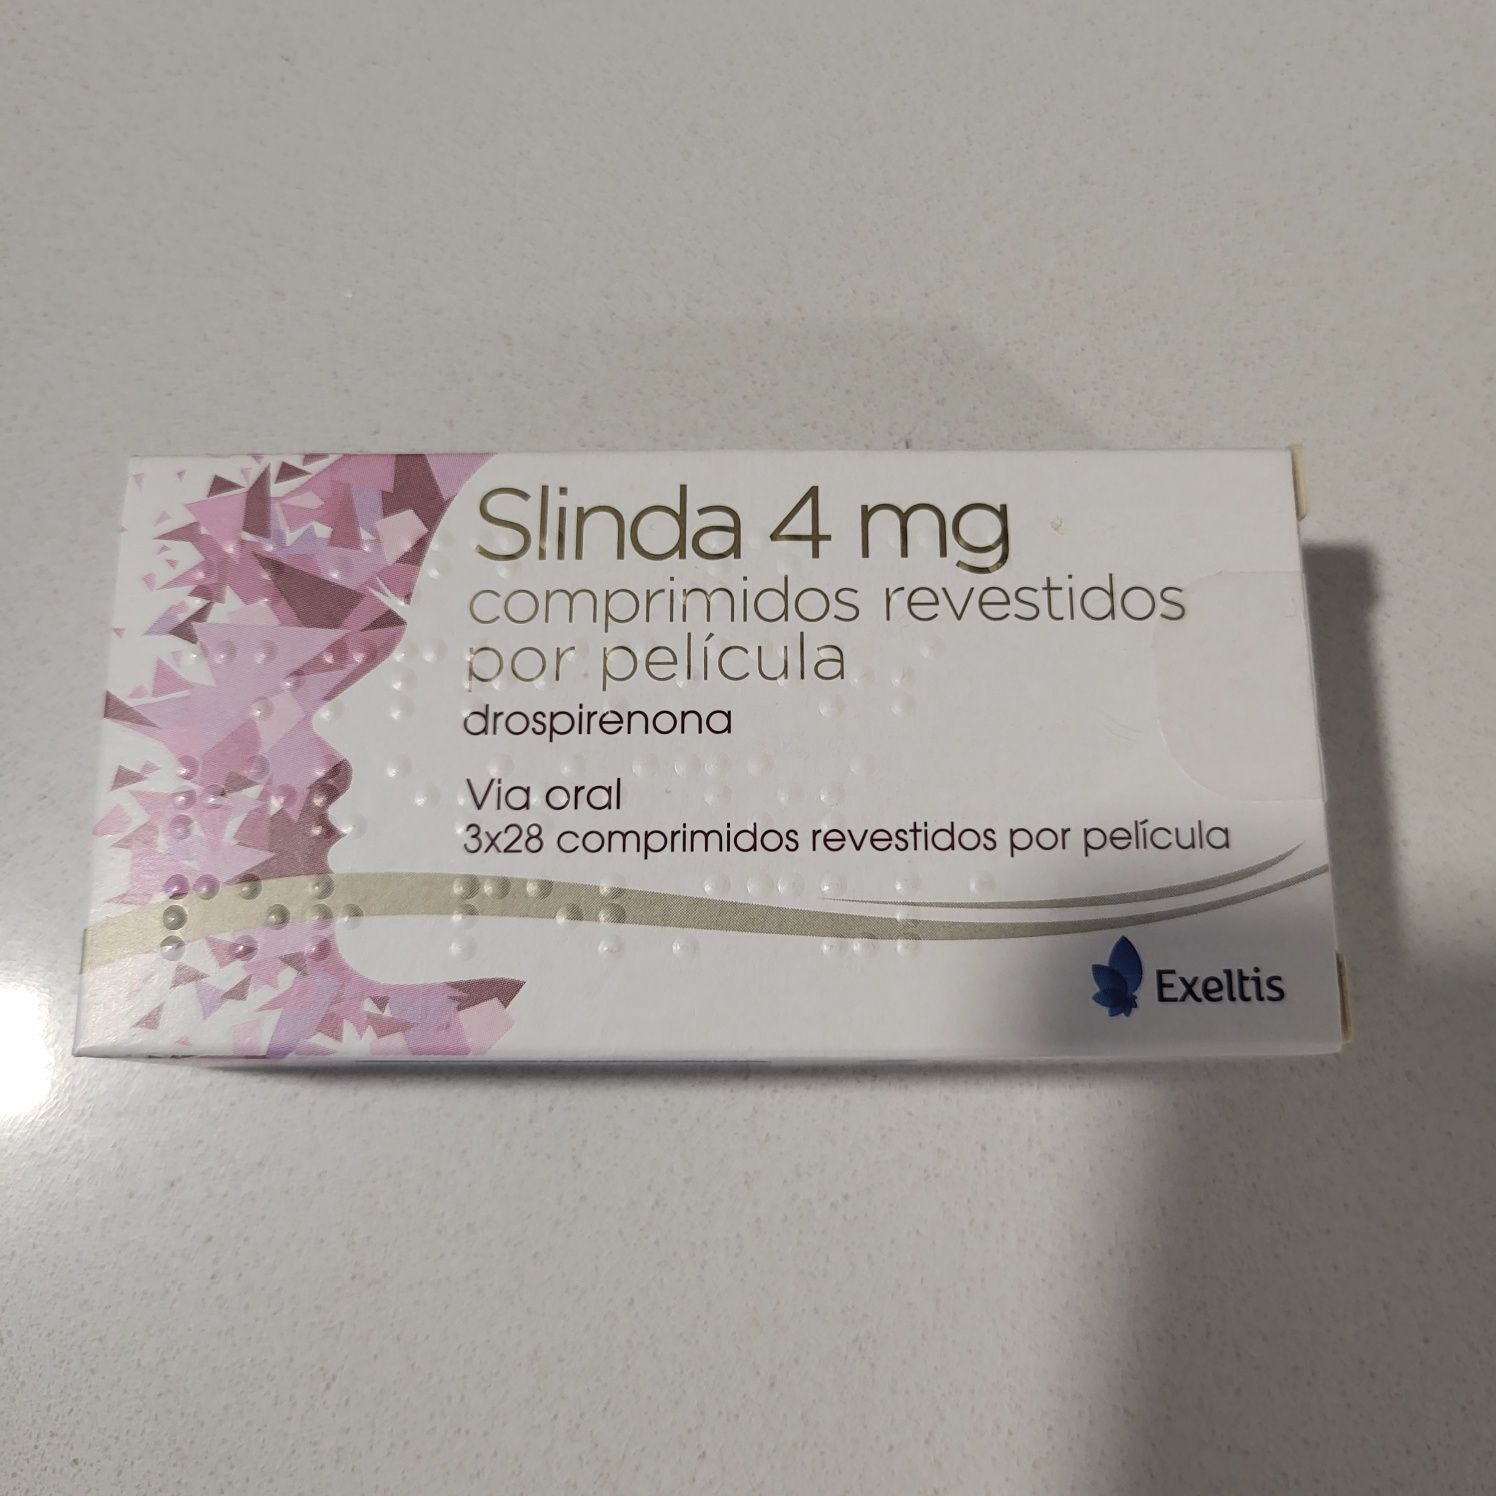 Slinda 4 mg
comprimidos revestidos
por película
drospirenona
Via oral
3x28 comprimidos revestidos por película
Exeltis